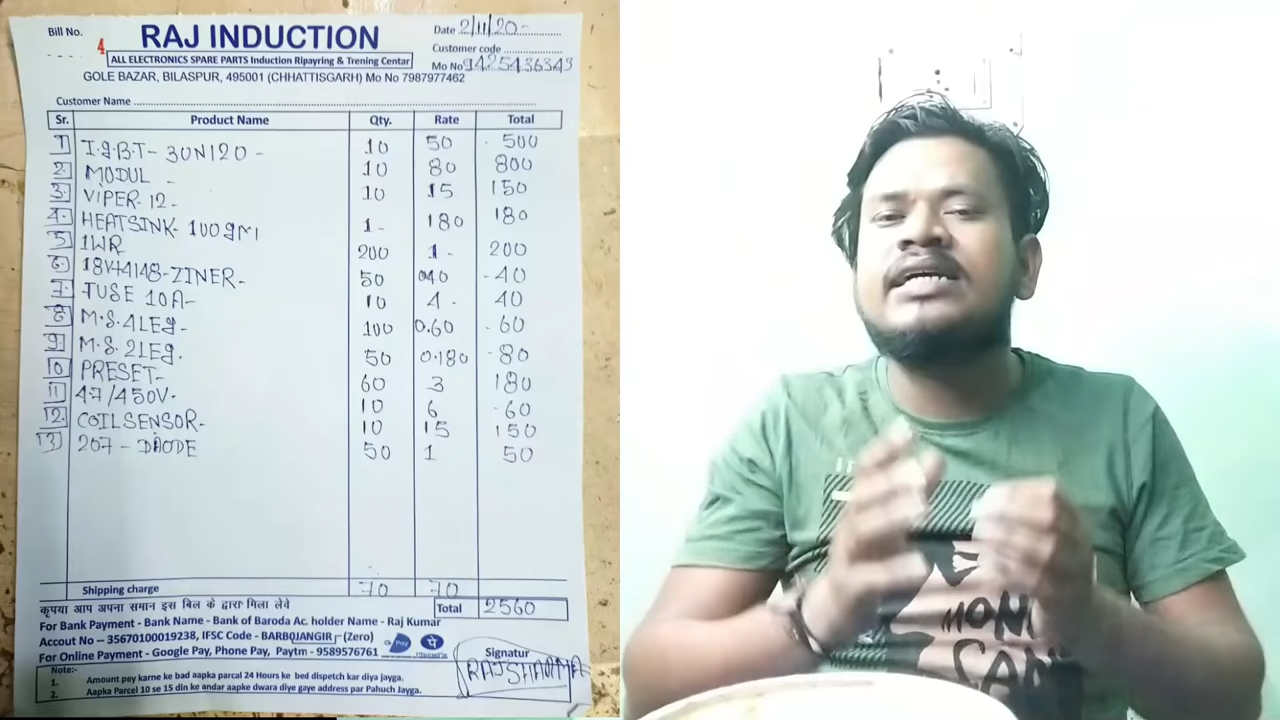 Bill No. 4
RAJ INDUCTION
Date 2/11/20-
Customer code
ALL ELECTRONICS SPARE PARTS Induction Ripayring & Trening Centar
Mo No 9425436343
GOLE BAZAR, BILASPUR, 495001 (CHHATTISGARH) Mo No 7987977462
Customer Name
Sr. Product Name Qty. Rate Total
1 I.g.B.T- 30N120 - 10 50 500
2. MODUL - 10 80 800
3. VIPER-12- 10 15 150
4. HEATSINK-100gm 1- 180 180
5 1WR 200 1- 200
6. 18V+4148-ZINER- 50 040 -40
7. FUSE 10A- 10 4- 40
8 M.S.4LEg- 100 0.60 -60
9. M.S.2LEg. 50 0.180 -80
10 PRESET- 60 3 180
11 47/450V- 10 6 -60
12. COILSENSOR- 10 15 150
13 207-DAODE 50 1 50
Shipping charge 70 70
कृपया आप अपना समान इस बिल के द्वारा मिला लेवे
Total 2560
For Bank Payment - Bank Name - Bank of Baroda Ac. holder Name - Raj Kumar
Accout No – 35670100019238, IFSC Code - BARB0JANGIR (Zero)
For Online Payment - Google Pay, Phone Pay, Paytm - 9589576761
G Pay
पे
Signatur
RAJSHARMA
Note:-
1. Amount pay karne ke bad aapka parcal 24 Hours ke bed dispetch kar diya jayga.
2. Aapka Parcel 10 se 15 din ke andar aapke dwara diye gaye address par Pahuch Jayga.
MON